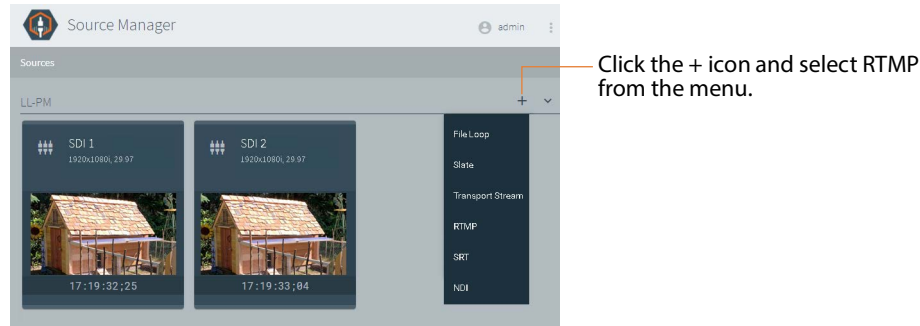 Source Manager
admin
Sources
LL-PM
+
Click the + icon and select RTMP
from the menu.
SDI 1
1920x1080i, 29.97
17:19:32;25
SDI 2
1920x1080i, 29.97
17:19:33;04
File Loop
Slate
Transport Stream
RTMP
SRT
NDI